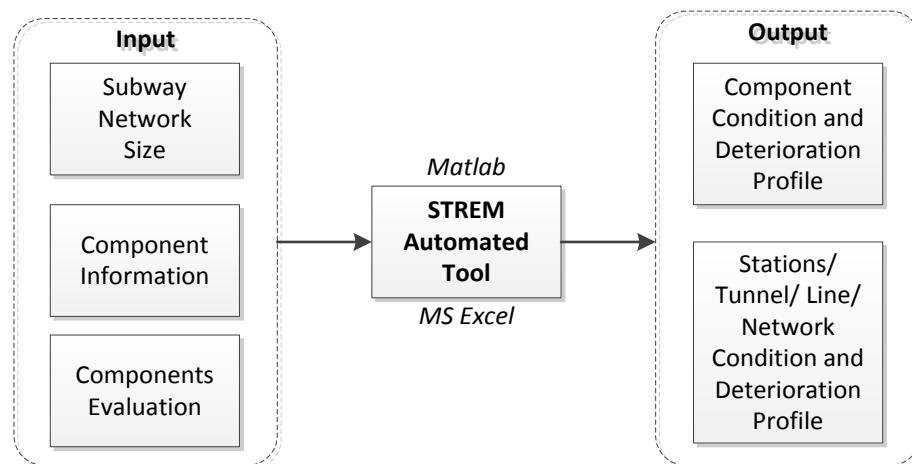 Input
Subway
Network
Size
Component
Information
Components
Evaluation
Matlab
STREM
Automated
Tool
MS Excel
Output
Component
Condition and
Deterioration
Profile
Stations/
Tunnel/ Line/
Network
Condition and
Deterioration
Profile